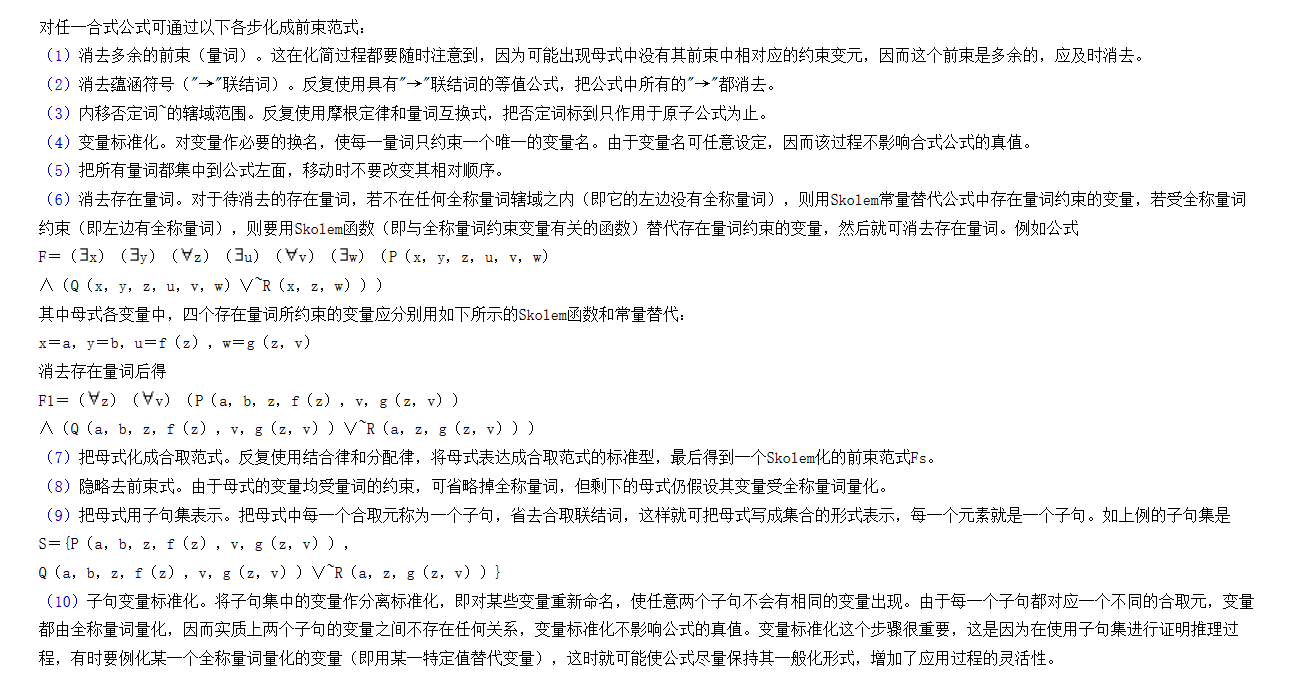 对任一合式公式可通过以下各步化成前束范式：
（1）消去多余的前束（量词）。这在化简过程都要随时注意到，因为可能出现母式中没有其前束中相对应的约束变元，因而这个前束是多余的，应及时消去。
（2）消去蕴涵符号（"→"联结词）。反复使用具有"→"联结词的等值公式，把公式中所有的"→"都消去。
（3）内移否定词~的辖域范围。反复使用摩根定律和量词互换式，把否定词标到只作用于原子公式为止。
（4）变量标准化。对变量作必要的换名，使每一量词只约束一个唯一的变量名。由于变量名可任意设定，因而该过程不影响合式公式的真值。
（5）把所有量词都集中到公式左面，移动时不要改变其相对顺序。
（6）消去存在量词。对于待消去的存在量词，若不在任何全称量词辖域之内（即它的左边没有全称量词），则用Skolem常量替代公式中存在量词约束的变量，若受全称量词
约束（即左边有全称量词），则要用Skolem函数（即与全称量词约束变量有关的函数）替代存在量词约束的变量，然后就可消去存在量词。例如公式
F＝（∃x）（∃y）（∀z）（∃u）（∀v）（∃w）（P（x，y，z，u，v，w）
∧（Q（x，y，z，u，v，w）∨~R（x，z，w）））
其中母式各变量中，四个存在量词所约束的变量应分别用如下所示的Skolem函数和常量替代：
x＝a，y＝b，u＝f（z），w＝g（z，v）
消去存在量词后得
F1＝（∀z）（∀v）（P（a，b，z，f（z），v，g（z，v））
∧（Q（a，b，z，f（z），v，g（z，v））∨~R（a，z，g（z，v）））
（7）把母式化成合取范式。反复使用结合律和分配律，将母式表达成合取范式的标准型，最后得到一个Skolem化的前束范式Fs。
（8）隐略去前束式。由于母式的变量均受量词的约束，可省略掉全称量词，但剩下的母式仍假设其变量受全称量词量化。
（9）把母式用子句集表示。把母式中每一个合取元称为一个子句，省去合取联结词，这样就可把母式写成集合的形式表示，每一个元素就是一个子句。如上例的子句集是
S＝{P（a，b，z，f（z），v，g（z，v）），
Q（a，b，z，f（z），v，g（z，v））∨~R（a，z，g（z，v））}
（10）子句变量标准化。将子句集中的变量作分离标准化，即对某些变量重新命名，使任意两个子句不会有相同的变量出现。由于每一个子句都对应一个不同的合取元，变量
都由全称量词量化，因而实质上两个子句的变量之间不存在任何关系，变量标准化不影响公式的真值。变量标准化这个步骤很重要，这是因为在使用子句集进行证明推理过
程，有时要例化某一个全称量词量化的变量（即用某一特定值替代变量），这时就可能使公式尽量保持其一般化形式，增加了应用过程的灵活性。